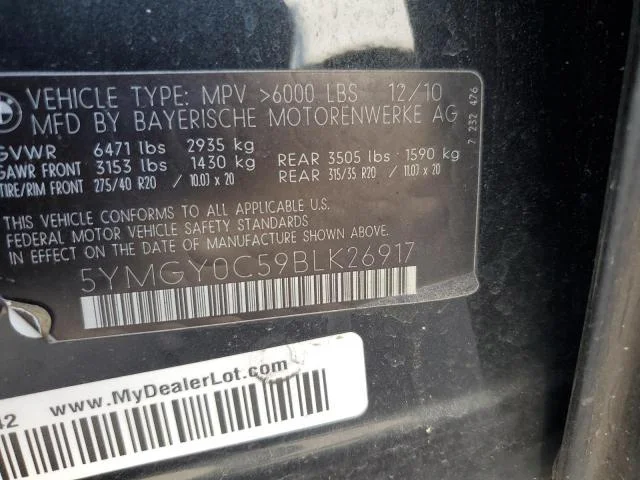 VEHICLE TYPE: MPV >6000 LBS 12/10
MFD BY BAYERISCHE MOTORENWERKE AG
GVWR 6471 lbs 2935 kg
GAWR FRONT 3153 lbs 1430 kg REAR 3505 lbs 1590 kg
TIRE/RIM FRONT 275/40 R20 / 10.0J x 20 REAR 315/35 R20 / 11.0J x 20
7 232 476
THIS VEHICLE CONFORMS TO ALL APPLICABLE U.S.
FEDERAL MOTOR VEHICLE SAFETY STANDARDS
IN EFFECT ON THE DATE OF MANUFACTURE.
5YMGY0C59BLK26917
42 www.MyDealerLot.com